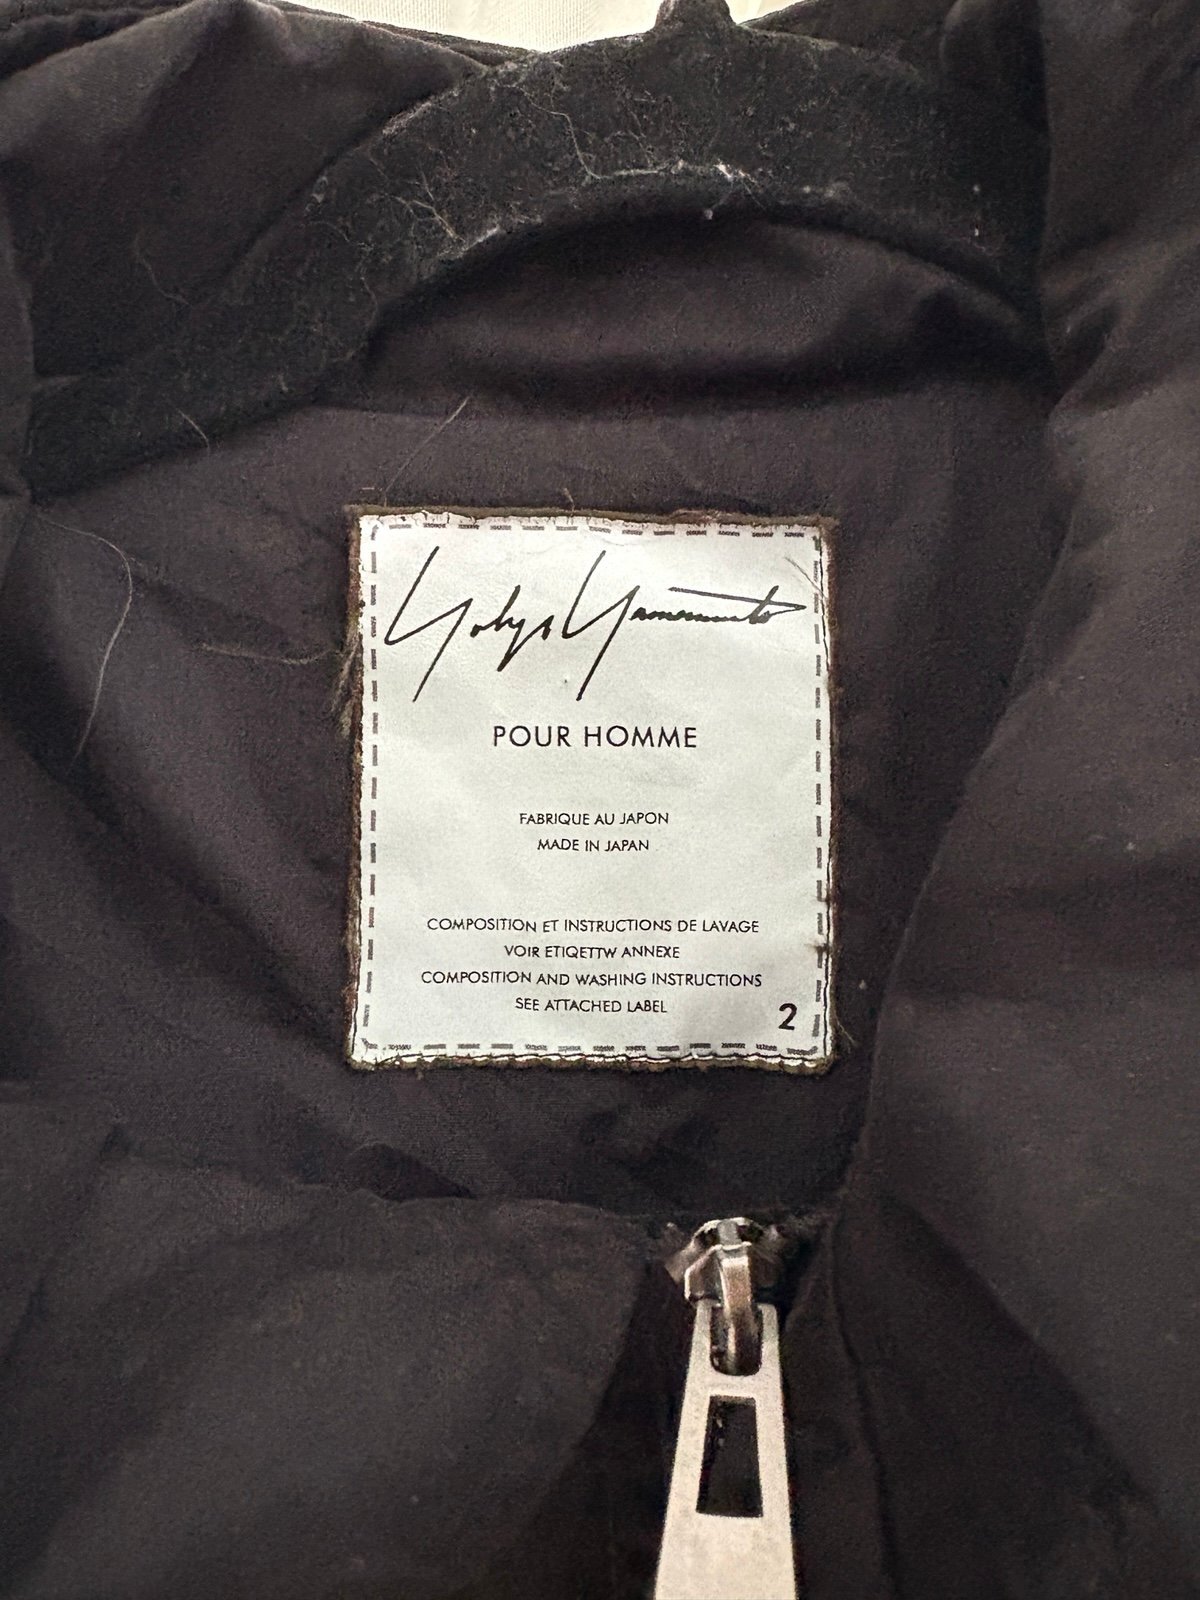 Yohji Yamamoto
POUR HOMME
FABRIQUE AU JAPON
MADE IN JAPAN
COMPOSITION ET INSTRUCTIONS DE LAVAGE
VOIR ETIQETTW ANNEXE
COMPOSITION AND WASHING INSTRUCTIONS
SEE ATTACHED LABEL
2